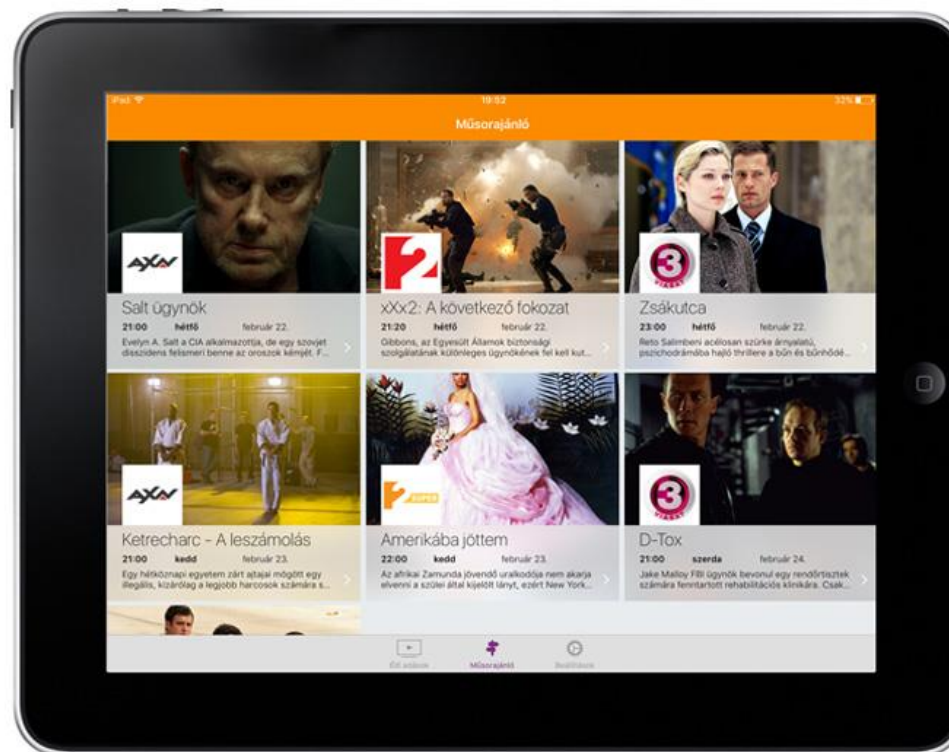 iPad
19:52
32%
Műsorajánló
AXN
Salt ügynök
21:00 hétfő február 22.
Evelyn A. Salt a CIA alkalmazottja, de egy szovjet
disszidens felismeri benne az oroszok kémjét. F...
2
xXx2: A következő fokozat
21:20 hétfő február 22.
Gibbons, az Egyesült Államok biztonsági
szolgálatának különleges ügynökének fel kell kut...
3
VIASAT
Zsákutca
23:00 hétfő február 22.
Reto Salimbeni acélosan szürke árnyalatú,
pszichodrámába hajló thrillere a bűn és bűnhődé...
AXN
Ketrecharc - A leszámolás
21:00 kedd február 23.
Egy hétköznapi egyetem zárt ajtajai mögött egy
illegális, kizárólag a legjobb harcosok számára s...
2 SUPER
Amerikába jöttem
22:00 kedd február 23.
Az afrikai Zamunda jövendő uralkodója nem akarja
elvenni a szülei által kijelölt lányt, ezért New York...
3
VIASAT
D-Tox
21:00 szerda február 24.
Jake Malloy FBI ügynök bevonul egy rendőrtisztek
számára fenntartott rehabilitációs klinikára. Csak...
Élő adások
Műsorajánló
Beállítások